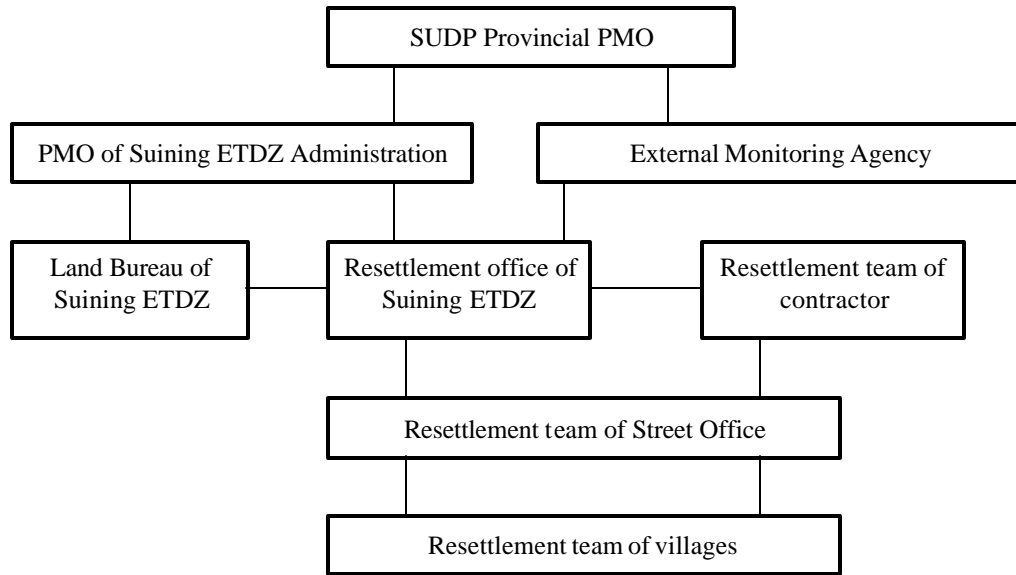 SUDP Provincial PMO
PMO of Suining ETDZ Administration
External Monitoring Agency
Land Bureau of
Suining ETDZ
Resettlement office of
Suining ETDZ
Resettlement team of
contractor
Resettlement team of Street Office
Resettlement team of villages